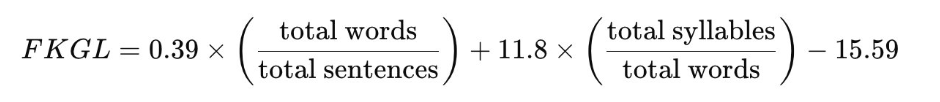 FKGL = 0.39 × ( total words / total sentences ) + 11.8 × ( total syllables / total words ) − 15.59